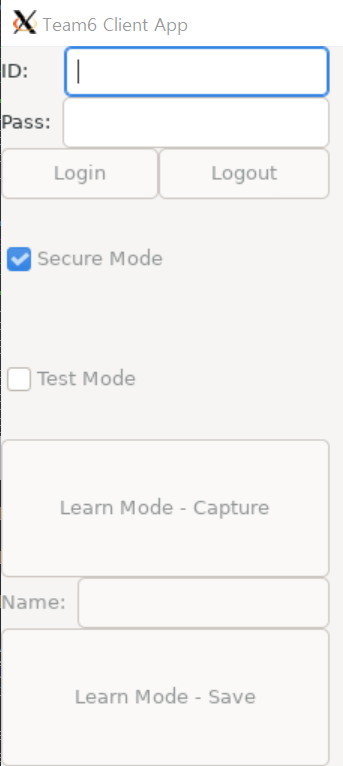 Team6 Client App
ID:
Pass:
Login Logout
Secure Mode
Test Mode
Learn Mode - Capture
Name:
Learn Mode - Save